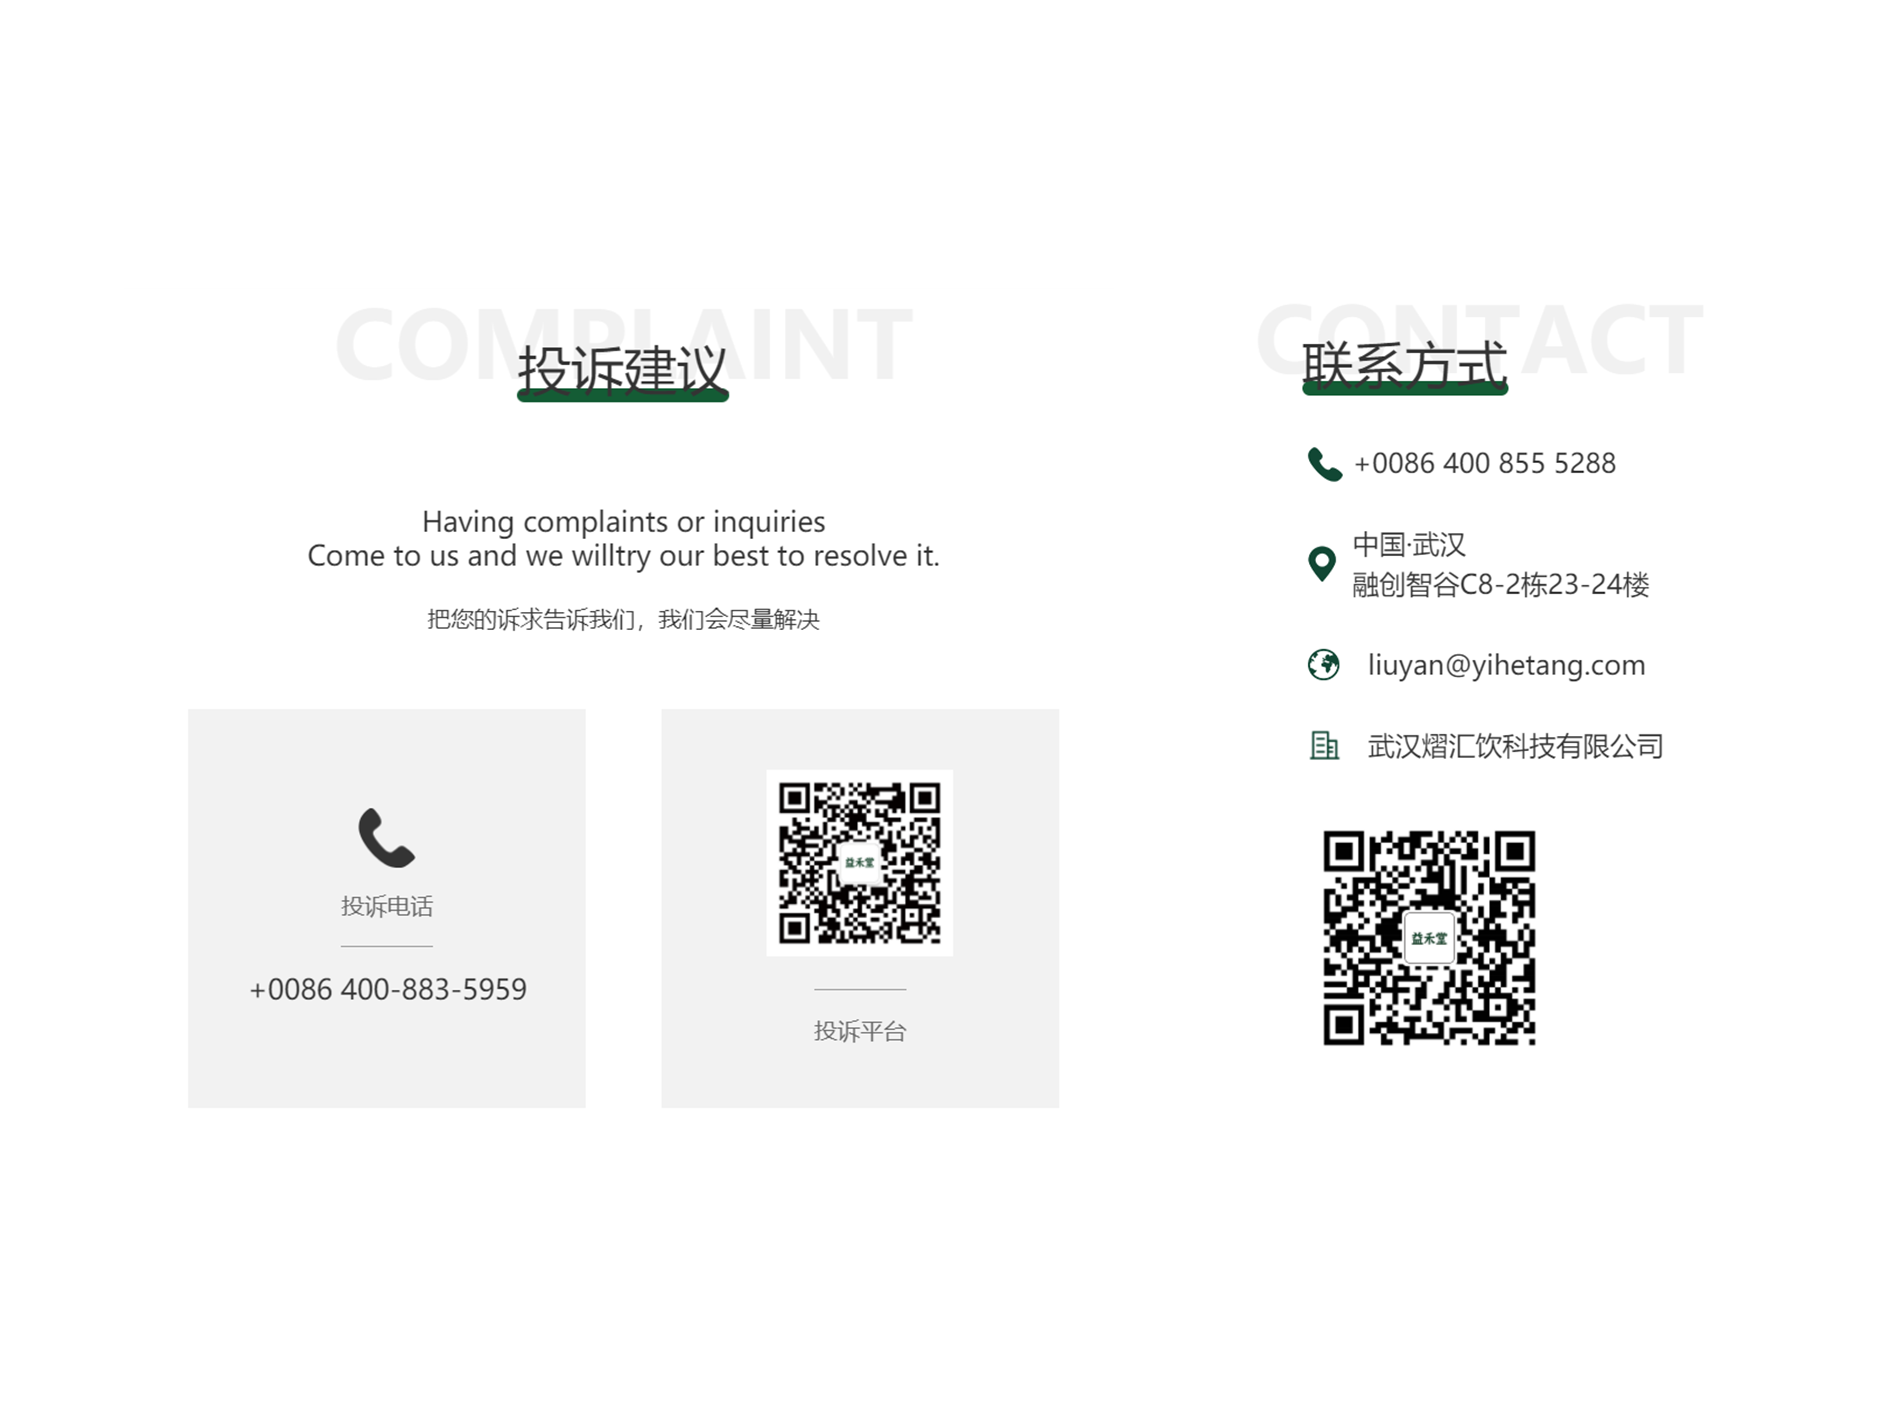 COMPLAINT
投诉建议
Having complaints or inquiries
Come to us and we willtry our best to resolve it.
把您的诉求告诉我们，我们会尽量解决
投诉电话
+0086 400-883-5959
益禾堂
投诉平台
CONTACT
联系方式
+0086 400 855 5288
中国·武汉
融创智谷C8-2栋23-24楼
liuyan@yihetang.com
武汉熠汇饮科技有限公司
益禾堂